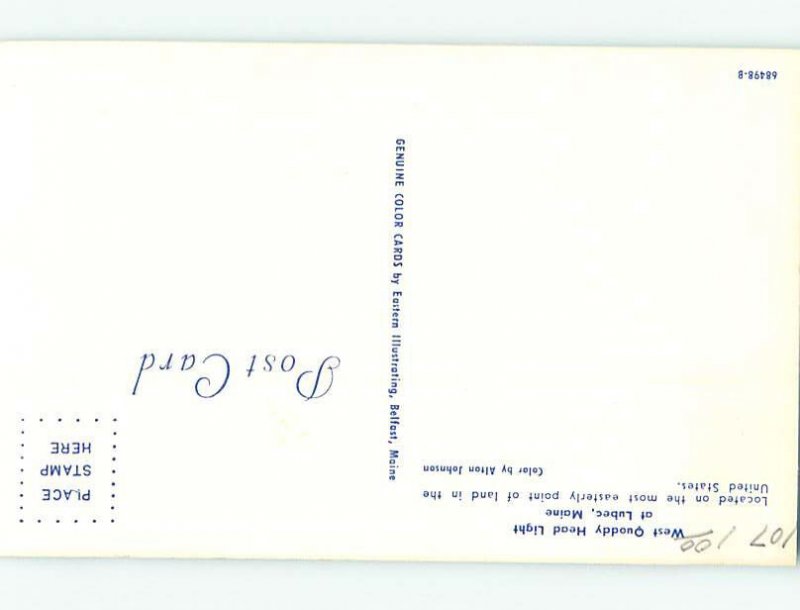 West Quoddy Head Light
at Lubec, Maine
Located on the most easterly point of land in the
United States.
Color by Alton Johnson
GENUINE COLOR CARDS by Eastern Illustrating, Belfast, Maine
Post Card
PLACE
STAMP
HERE
68498-B
107 100